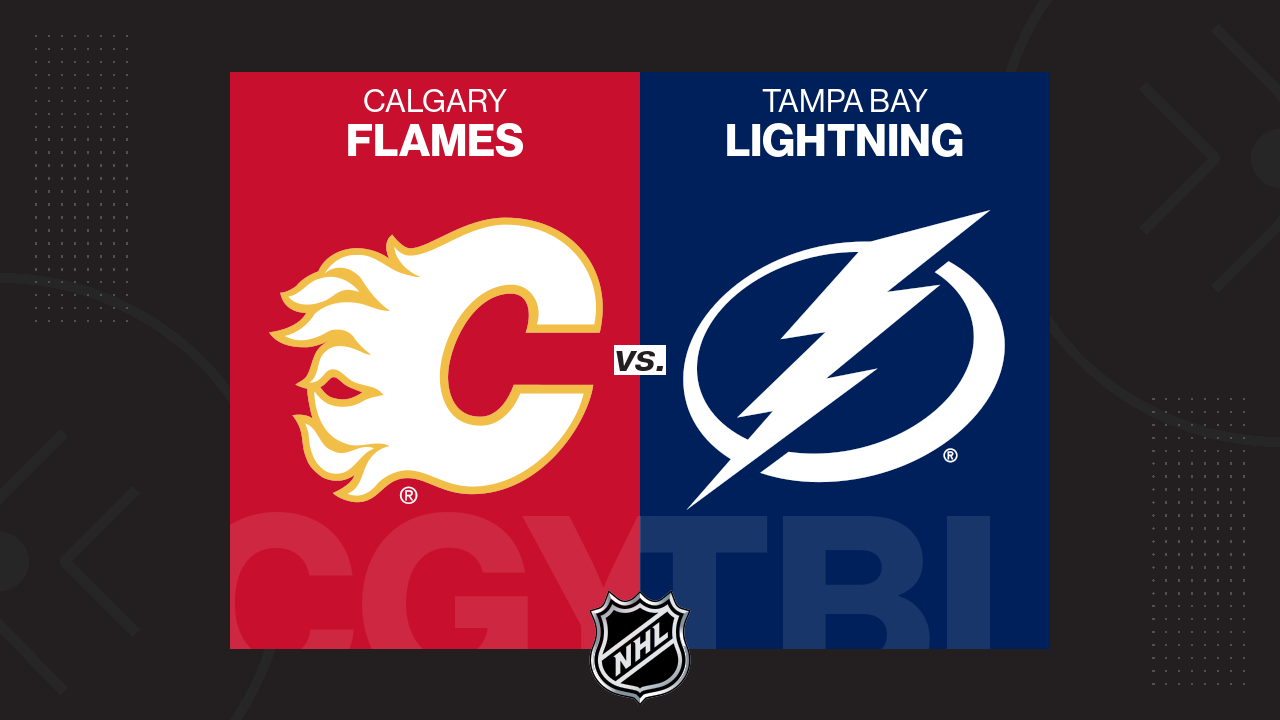 CALGARY
FLAMES
TAMPA BAY
LIGHTNING
vs.
®
®
CGY
TBL
NHL